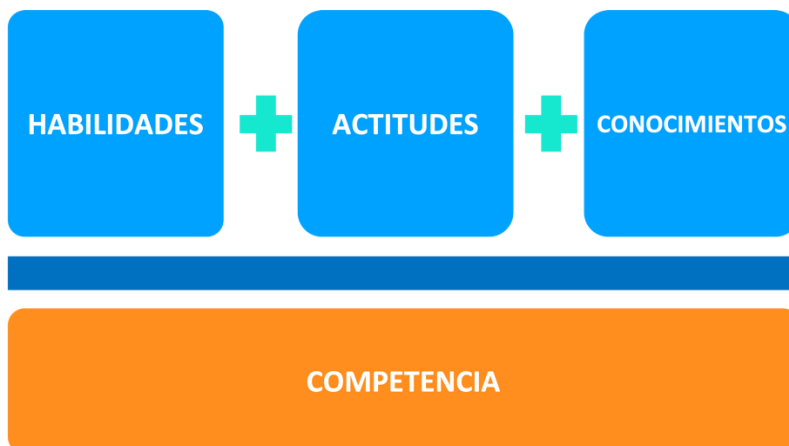 HABILIDADES
ACTITUDES
CONOCIMIENTOS
COMPETENCIA